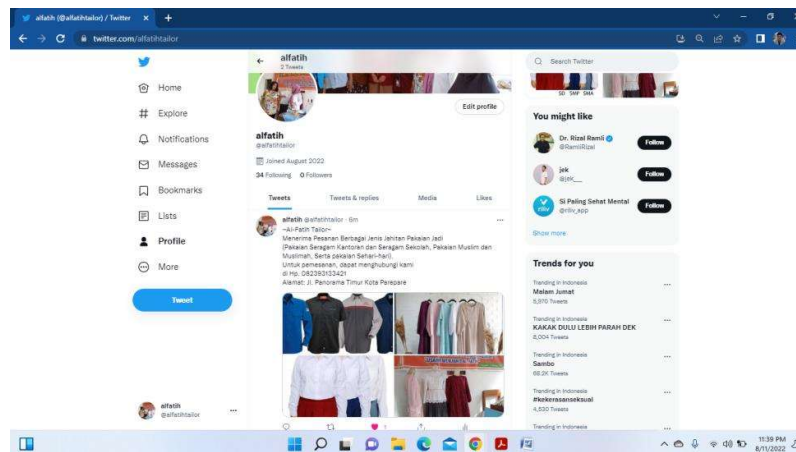 alfatih (@alfatihtailor) / Twitter
twitter.com/alfatihtailor
Home
Explore
Notifications
Messages
Bookmarks
Lists
Profile
More
Tweet
alfatih
@alfatihtailor
alfatih
2 Tweets
Edit profile
alfatih
@alfatihtailor
Joined August 2022
24 Following 0 Followers
Tweets Tweets & replies Media Likes
alfatih @alfatihtailor · 6m
~Al-Fatih Tailor~
Menerima Pesanan Berbagai Jenis Jahitan Pakaian Jadi
(Pakaian Seragam Kantoran dan Seragam Sekolah, Pakaian Muslim dan
Muslimah, Serta pakaian Sehari-hari).
Untuk pemesanan, dapat menghubungi kami
di Hp. 082393133421
Alamat: Jl. Panorama Timur Kota Parepare
Search Twitter
SD SMP SMA
You might like
Dr. Rizal Ramli
@RamliRizal
Follow
jek
@jek___
Follow
Si Paling Sehat Mental
@riliv_app
Follow
Show more
Trends for you
Trending in Indonesia
Malam Jumat
5,970 Tweets
Trending in Indonesia
KAKAK DULU LEBIH PARAH DEK
8,004 Tweets
Trending in Indonesia
Sambo
68.2K Tweets
Trending in Indonesia
#kekerasanseksual
4,830 Tweets
Trending in Indonesia
11:39 PM
8/11/2022